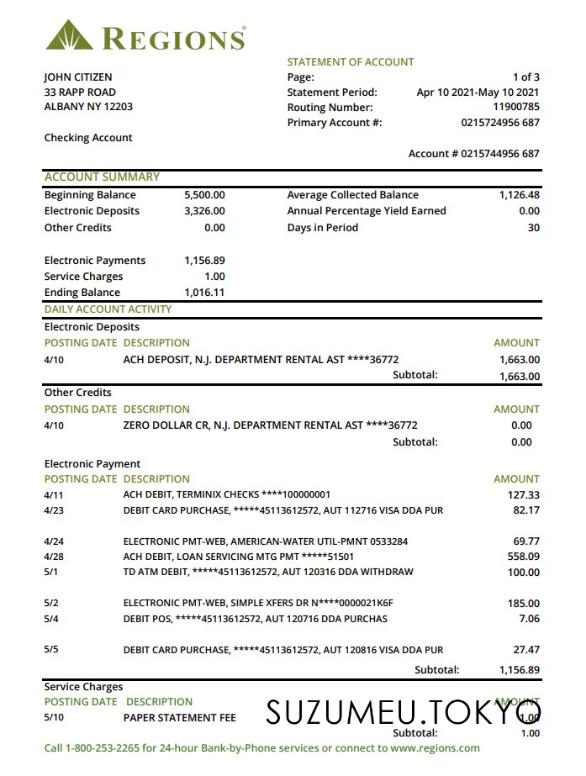 REGIONS
STATEMENT OF ACCOUNT
JOHN CITIZEN Page: 1 of 3
33 RAPP ROAD Statement Period: Apr 10 2021-May 10 2021
ALBANY NY 12203 Routing Number: 11900785
Primary Account #: 0215724956 687
Checking Account
Account # 0215744956 687
ACCOUNT SUMMARY
Beginning Balance 5,500.00 Average Collected Balance 1,126.48
Electronic Deposits 3,326.00 Annual Percentage Yield Earned 0.00
Other Credits 0.00 Days in Period 30
Electronic Payments 1,156.89
Service Charges 1.00
Ending Balance 1,016.11
DAILY ACCOUNT ACTIVITY
Electronic Deposits
POSTING DATE DESCRIPTION AMOUNT
4/10 ACH DEPOSIT, N.J. DEPARTMENT RENTAL AST ****36772 1,663.00
Subtotal: 1,663.00
Other Credits
POSTING DATE DESCRIPTION AMOUNT
4/10 ZERO DOLLAR CR, N.J. DEPARTMENT RENTAL AST ****36772 0.00
Subtotal: 0.00
Electronic Payment
POSTING DATE DESCRIPTION AMOUNT
4/11 ACH DEBIT, TERMINIX CHECKS ****100000001 127.33
4/23 DEBIT CARD PURCHASE, *****45113612572, AUT 112716 VISA DDA PUR 82.17
4/24 ELECTRONIC PMT-WEB, AMERICAN-WATER UTIL-PMNT 0533284 69.77
4/28 ACH DEBIT, LOAN SERVICING MTG PMT *****51501 558.09
5/1 TD ATM DEBIT, *****45113612572, AUT 120316 DDA WITHDRAW 100.00
5/2 ELECTRONIC PMT-WEB, SIMPLE XFERS DR N****0000021K6F 185.00
5/4 DEBIT POS, *****45113612572, AUT 120716 DDA PURCHAS 7.06
5/5 DEBIT CARD PURCHASE, *****45113612572, AUT 120816 VISA DDA PUR 27.47
Subtotal: 1,156.89
Service Charges
POSTING DATE DESCRIPTION AMOUNT
5/10 PAPER STATEMENT FEE 1.00
SUZUMEU.TOKYO
Subtotal: 1.00
Call 1-800-253-2265 for 24-hour Bank-by-Phone services or connect to www.regions.com